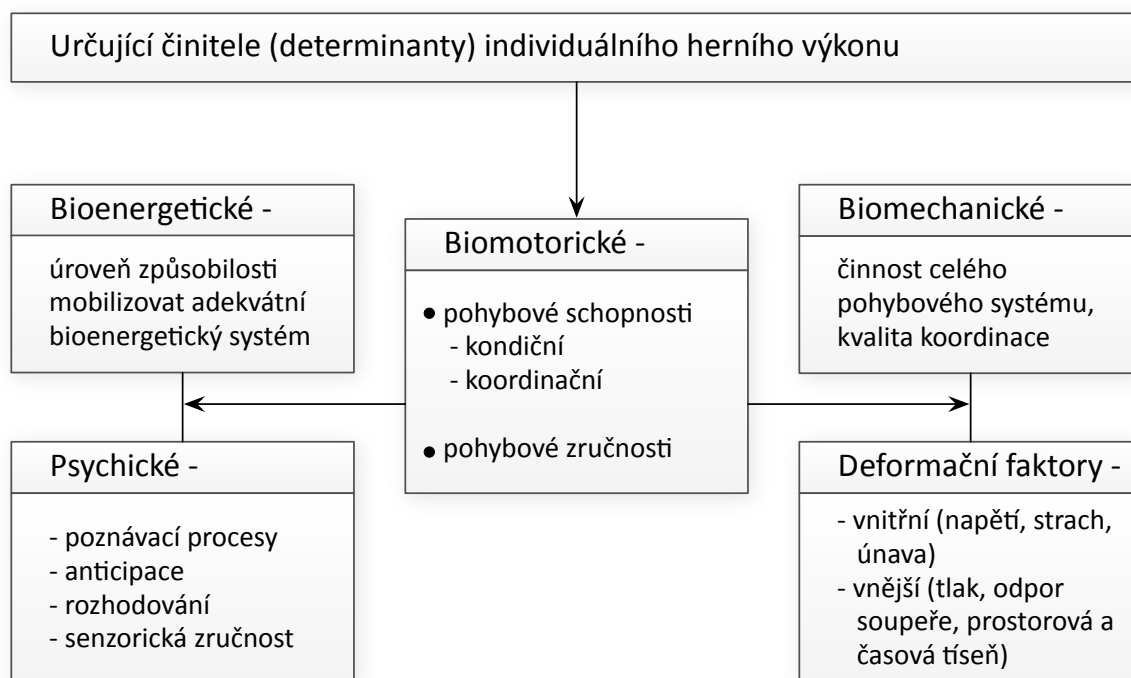 Určující činitele (determinanty) individuálního herního výkonu
Bioenergetické -
úroveň způsobilosti
mobilizovat adekvátní
bioenergetický systém
Biomotorické -
• pohybové schopnosti
- kondiční
- koordinační
• pohybové zručnosti
Biomechanické -
činnost celého
pohybového systému,
kvalita koordinace
Psychické -
- poznávací procesy
- anticipace
- rozhodování
- senzorická zručnost
Deformační faktory -
- vnitřní (napětí, strach,
únava)
- vnější (tlak, odpor
soupeře, prostorová a
časová tíseň)